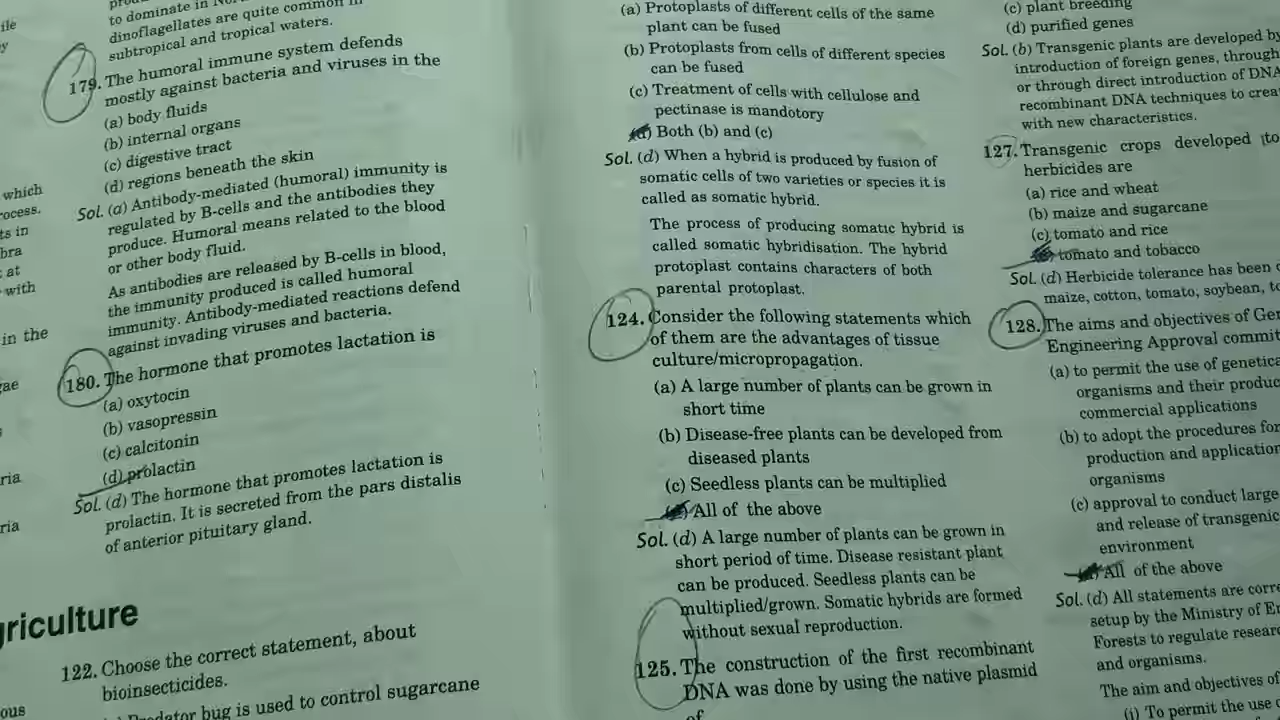 ile
y
which
rocess.
ts in
bra
at
with
in the
ria
ria
ous
to dominate in
dinoflagellates are quite common in
subtropical and tropical waters.
179. The humoral immune system defends
mostly against bacteria and viruses in the
(a) body fluids
(b) internal organs
(c) digestive tract
(d) regions beneath the skin
Sol. (a) Antibody-mediated (humoral) immunity is
regulated by B-cells and the antibodies they
produce. Humoral means related to the blood
or other body fluid.
As antibodies are released by B-cells in blood,
the immunity produced is called humoral
immunity. Antibody-mediated reactions defend
against invading viruses and bacteria.
180. The hormone that promotes lactation is
(a) oxytocin
(b) vasopressin
(c) calcitonin
(d) prolactin
Sol. (d) The hormone that promotes lactation is
prolactin. It is secreted from the pars distalis
of anterior pituitary gland.
griculture
122. Choose the correct statement, about
bioinsecticides.
Predator bug is used to control sugarcane
(a) Protoplasts of different cells of the same
plant can be fused
(b) Protoplasts from cells of different species
can be fused
(c) Treatment of cells with cellulose and
pectinase is mandatory
Both (b) and (c)
Sol. (d) When a hybrid is produced by fusion of
somatic cells of two varieties or species it is
called as somatic hybrid.
The process of producing somatic hybrid is
called somatic hybridisation. The hybrid
protoplast contains characters of both
parental protoplast.
124. Consider the following statements which
of them are the advantages of tissue
culture/micropropagation.
(a) A large number of plants can be grown in
short time
(b) Disease-free plants can be developed from
diseased plants
(c) Seedless plants can be multiplied
All of the above
Sol. (d) A large number of plants can be grown in
short period of time. Disease resistant plant
can be produced. Seedless plants can be
multiplied/grown. Somatic hybrids are formed
without sexual reproduction.
125. The construction of the first recombinant
DNA was done by using the native plasmid
of
(c) plant breeding
(d) purified genes
Sol. (b) Transgenic plants are developed by
introduction of foreign genes, through
or through direct introduction of DNA
recombinant DNA techniques to crea
with new characteristics.
127. Transgenic crops developed to
herbicides are
(a) rice and wheat
(b) maize and sugarcane
(c) tomato and rice
tomato and tobacco
Sol. (d) Herbicide tolerance has been
maize, cotton, tomato, soybean, to
128. The aims and objectives of Gen
Engineering Approval commit
(a) to permit the use of genetica
organisms and their produc
commercial applications
(b) to adopt the procedures for
production and application
organisms
(c) approval to conduct large
and release of transgenic
environment
All of the above
Sol. (d) All statements are corre
setup by the Ministry of En
Forests to regulate resear
and organisms.
The aim and objectives of
(i) To permit the use